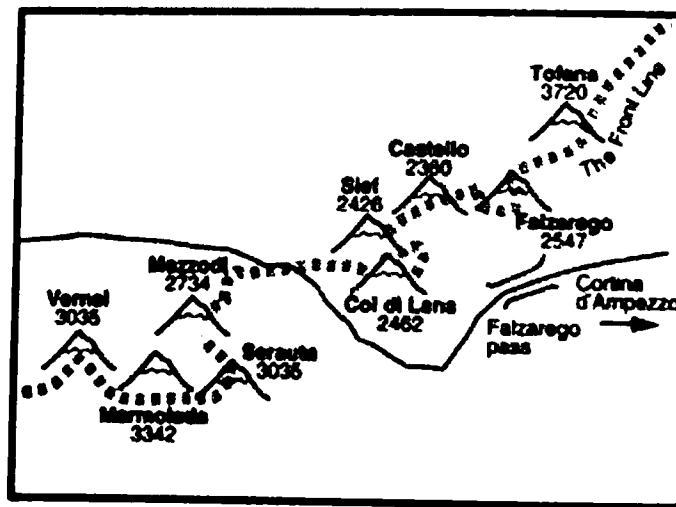 Tofana
3720
The Front Line
Castello
2360
Sief
2426
Falzarego
2547
Mezzodi
2734
Col di Lana
2462
Cortina
d'Ampazzo
Falzarego
pass
Vernel
3035
Serauta
3035
Marmolada
3342